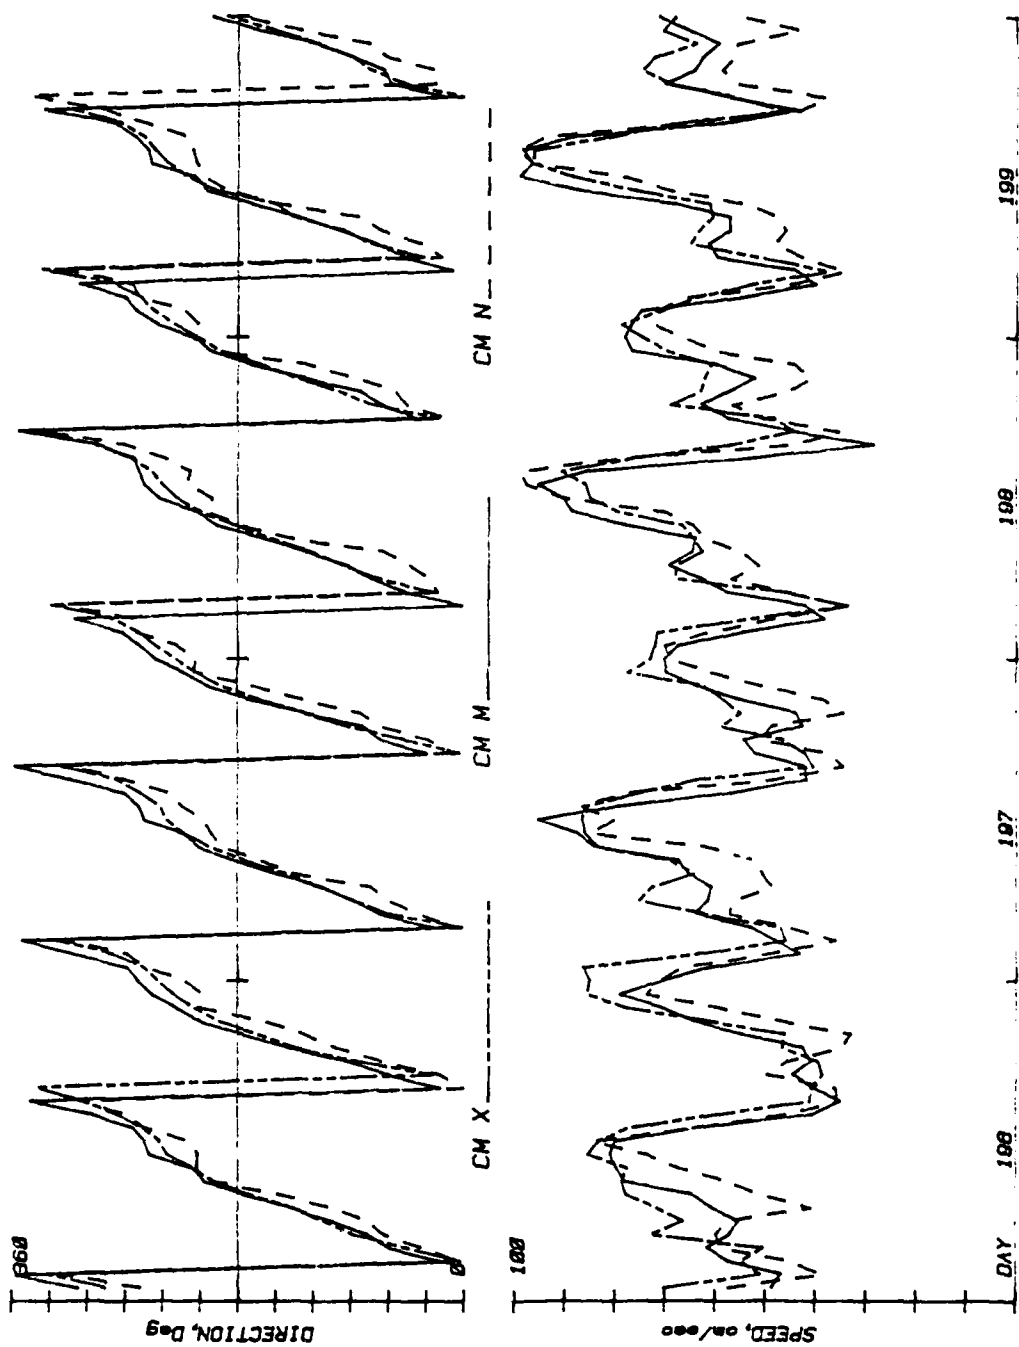 DIRECTION, Deg
360
0
CM X
CM M
CM N
SPEED, cm/sec
100
DAY
196
197
198
199